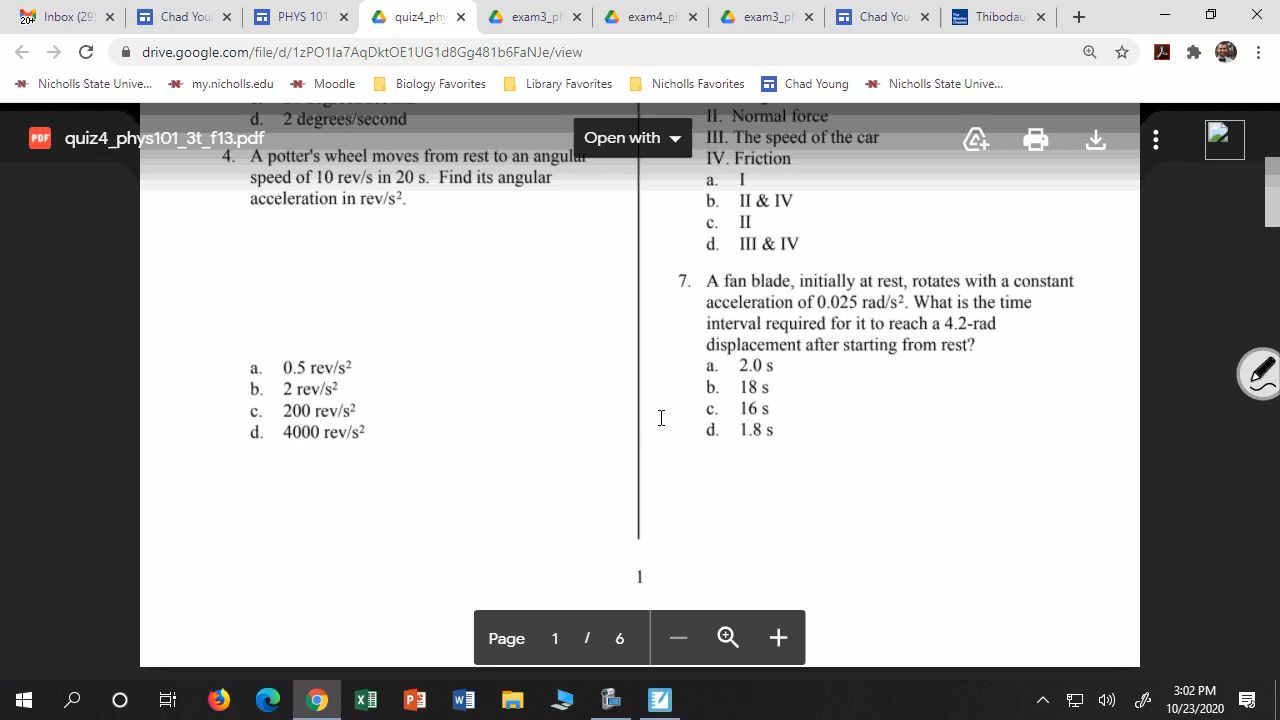 Inbox (29)
Chad You
PHYS 101
quiz4_phy
exam3_p
exam4_p
exam3_p
Chad You
Thibodau
drive.google.com/file/d/1zPO1Ia7AqDktOE1UG1d8Gq481b6FaNJe/view
Nicholls State Unive...
my.nicholls.edu
Moodle
Biology Favorites
Library Favorites
Nicholls Favorites
Chad Young
Nicholls State Unive...
PDF
quiz4_phys101_3t_f13.pdf
Open with
d. 2 degrees/second
4. A potter's wheel moves from rest to an angular
speed of 10 rev/s in 20 s. Find its angular
acceleration in rev/s².
a. 0.5 rev/s²
b. 2 rev/s²
c. 200 rev/s²
d. 4000 rev/s²
II. Normal force
III. The speed of the car
IV. Friction
a. I
b. II & IV
c. II
d. III & IV
7. A fan blade, initially at rest, rotates with a constant
acceleration of 0.025 rad/s². What is the time
interval required for it to reach a 4.2-rad
displacement after starting from rest?
a. 2.0 s
b. 18 s
c. 16 s
d. 1.8 s
1
Page 1 / 6
3:02 PM
10/23/2020